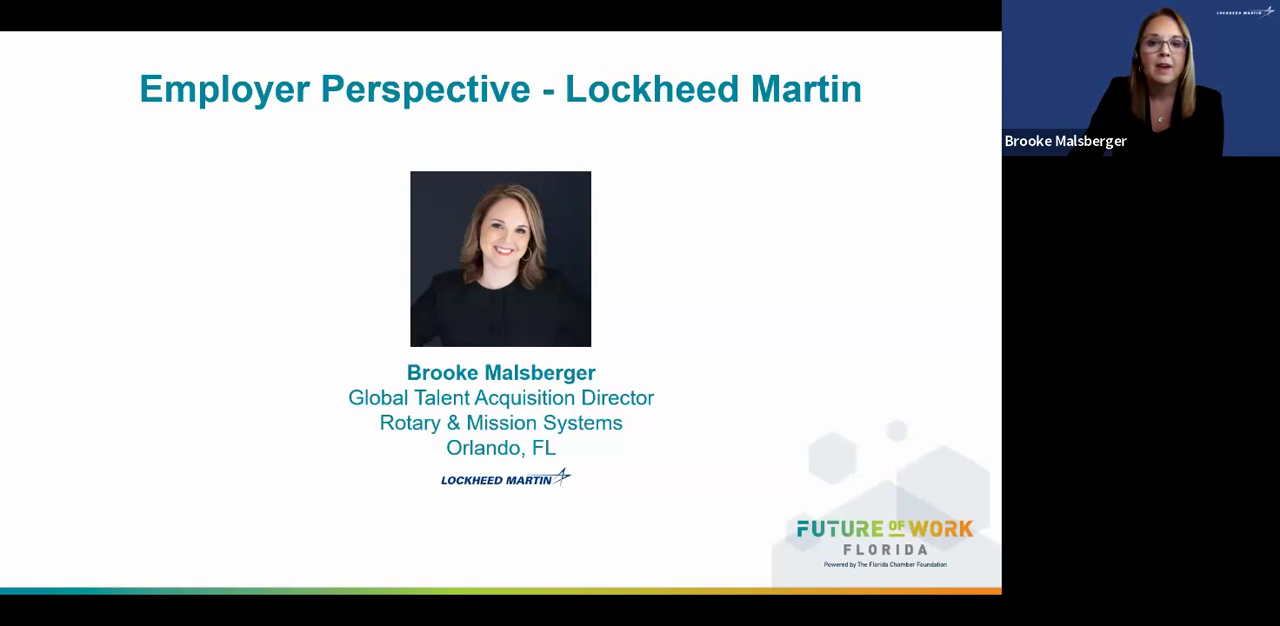 Employer Perspective - Lockheed Martin
LOCKHEED MARTIN
Brooke Malsberger
Brooke Malsberger
Global Talent Acquisition Director
Rotary & Mission Systems
Orlando, FL
LOCKHEED MARTIN
FUTURE OF WORK
FLORIDA
Powered by The Florida Chamber Foundation